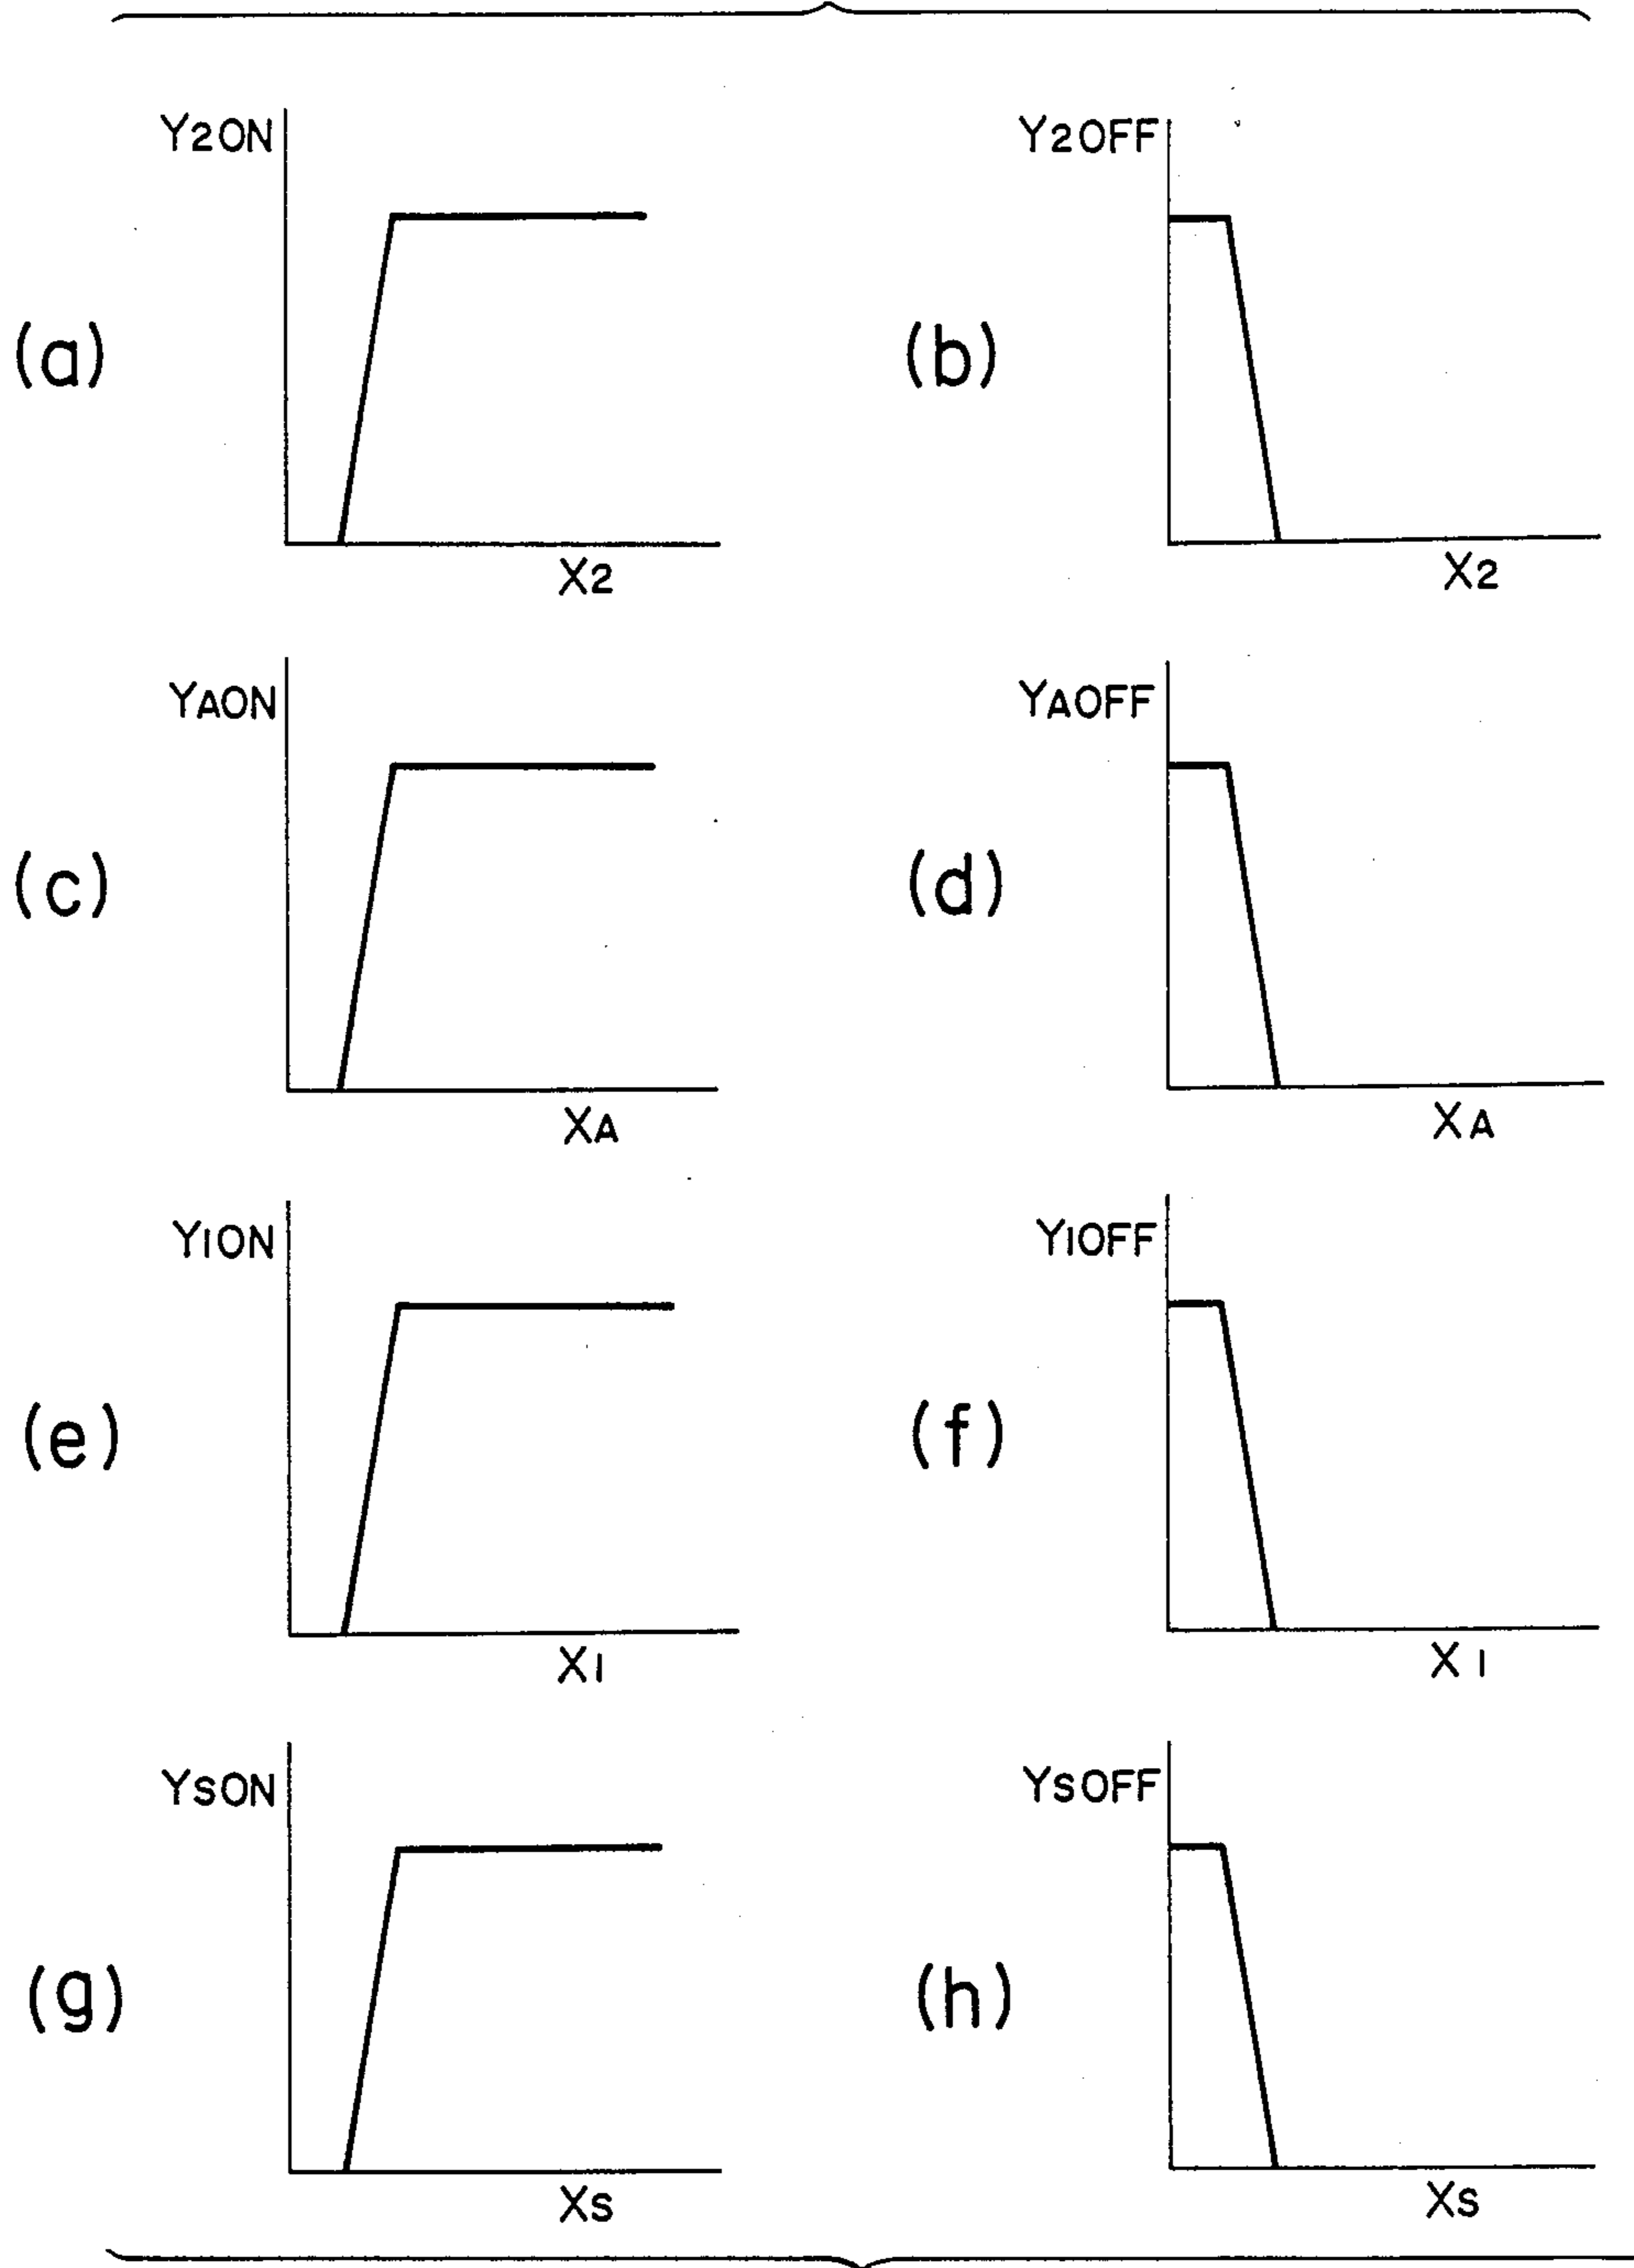 Y2ON
Y2OFF
(a)
(b)
X2
X2
YAON
YAOFF
(c)
(d)
XA
XA
Y1ON
Y1OFF
(e)
(f)
X1
X1
YSON
YSOFF
(g)
(h)
XS
XS